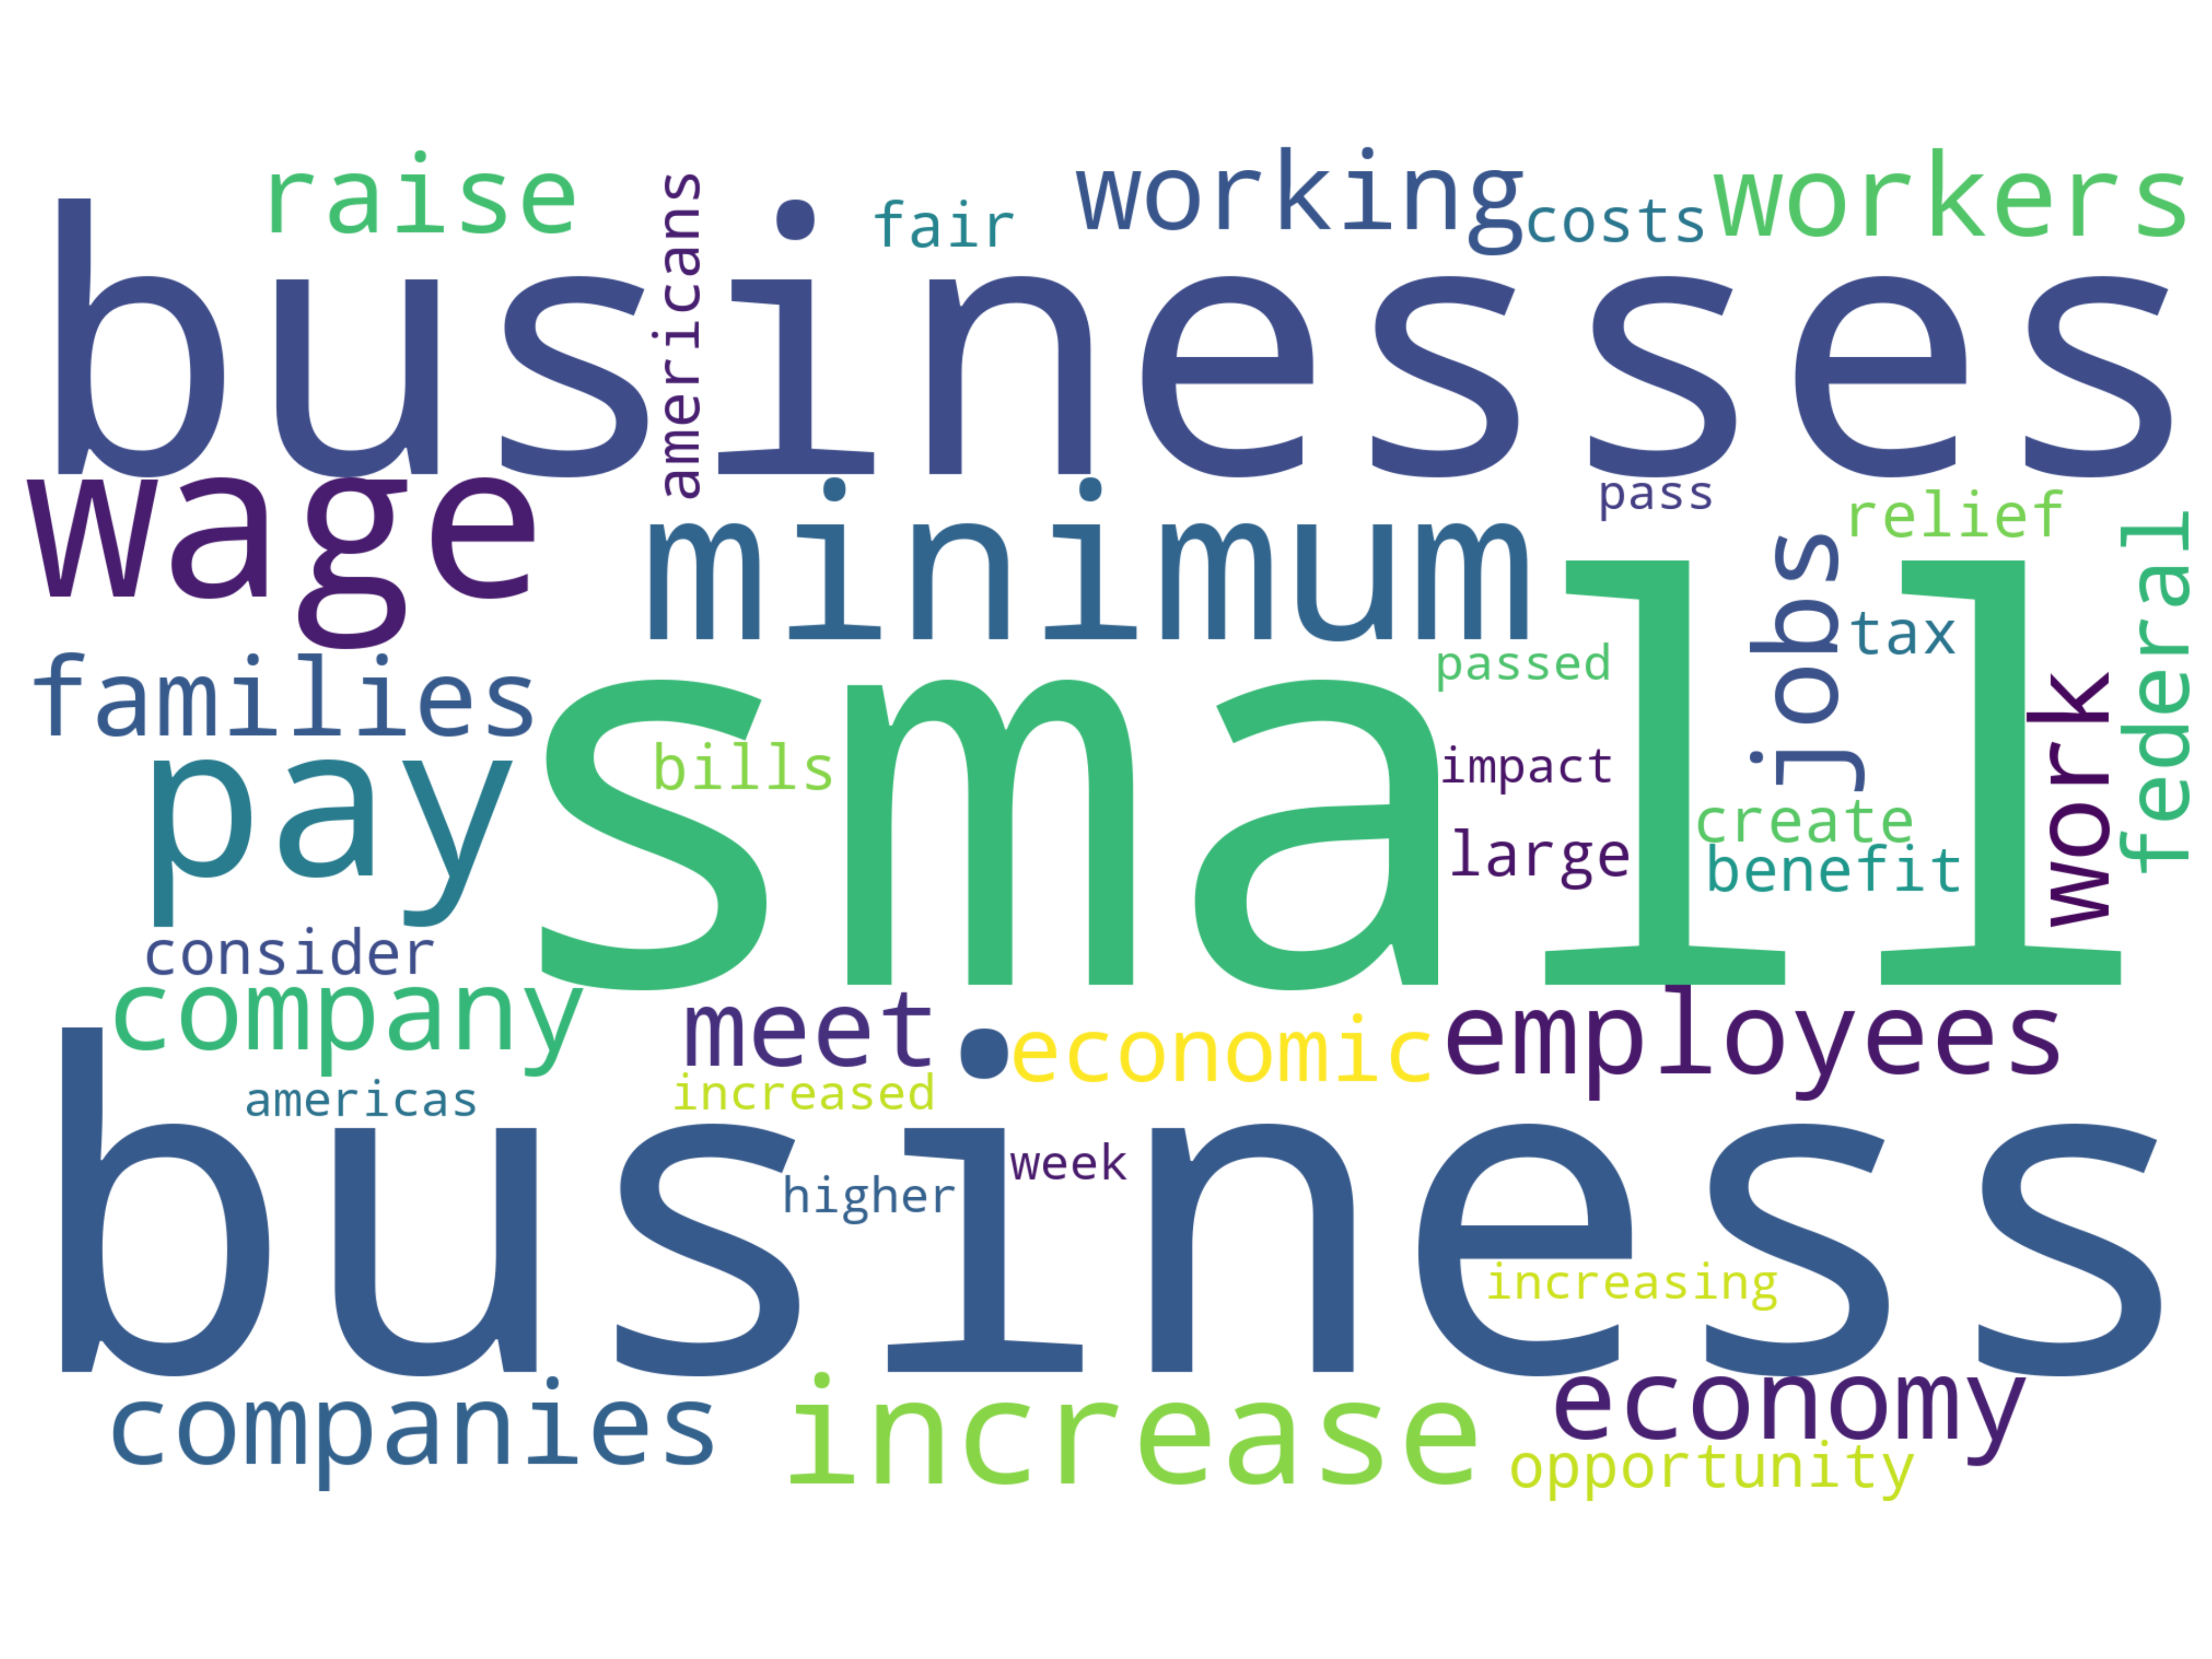 raise
americans
fair
working
costs
workers
businesses
wage
minimum
pass
relief
federal
jobs
tax
families
passed
work
small
pay
bills
impact
create
large
benefit
consider
company
meet
economic
employees
americas
increased
business
week
higher
increasing
companies
increase
economy
opportunity